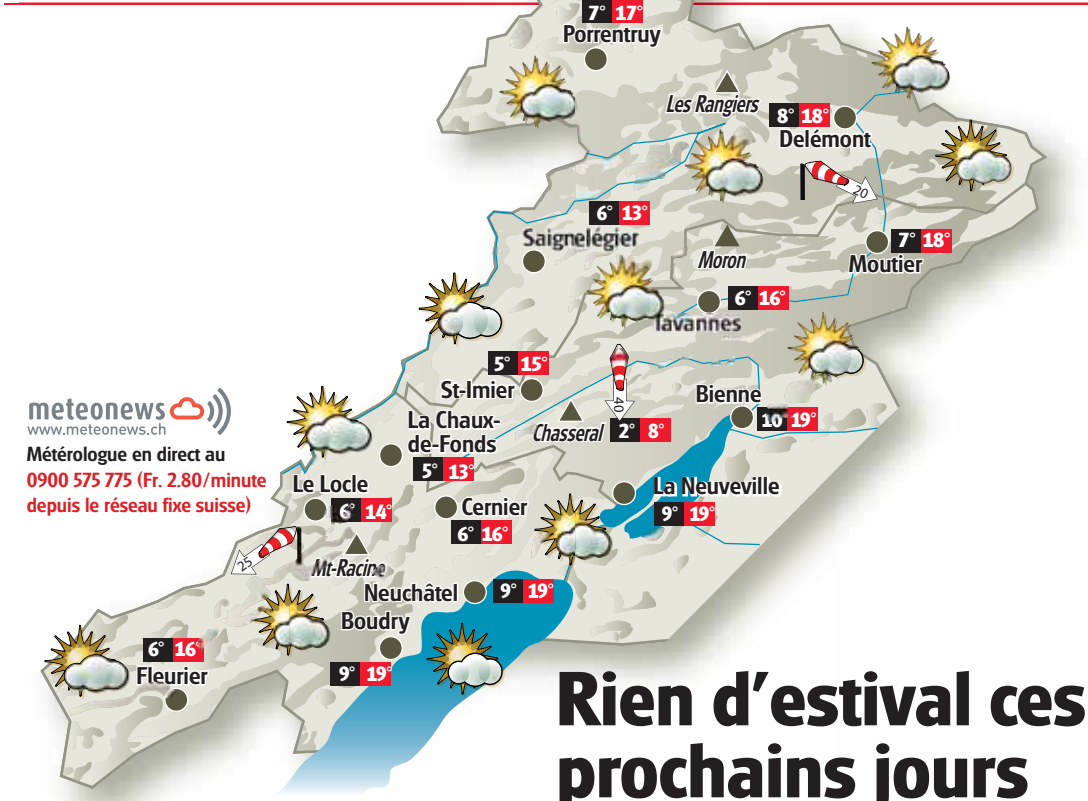 7° 17°
Porrentruy
Les Rangiers
8° 18°
Delémont
20
6° 13°
Saignelégier
Moron
7° 18°
Moutier
6° 16°
Tavannes
5° 15°
St-Imier
40
Chasseral 2° 8°
Bienne
10 19°
meteonews
www.meteonews.ch
Météro­logue en direct au
0900 575 775 (Fr. 2.80/minute
depuis le réseau fixe suisse)
La Chaux-
de-Fonds
5° 13°
Le Locle
6° 14°
Cernier
6° 16°
La Neuveville
9° 19°
25
Mt-Racine
Neuchâtel 9° 19°
Boudry
9° 19°
6° 16°
Fleurier
Rien d’estival ces
prochains jours